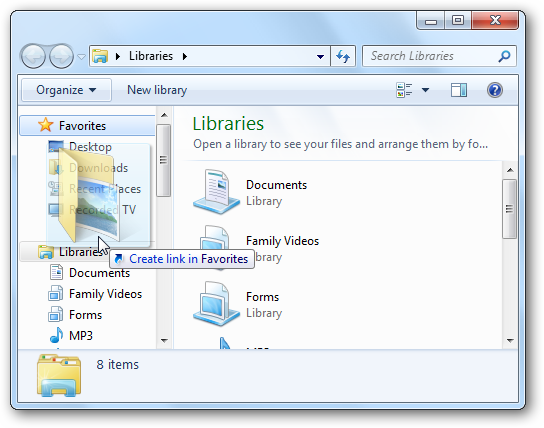 Libraries
Search Libraries
Organize
New library
Favorites
Desktop
Downloads
Recent Places
Recorded TV
Libraries
Documents
Family Videos
Forms
MP3
Create link in Favorites
Libraries
Open a library to see your files and arrange them by fo...
Documents
Library
Family Videos
Library
Forms
Library
8 items